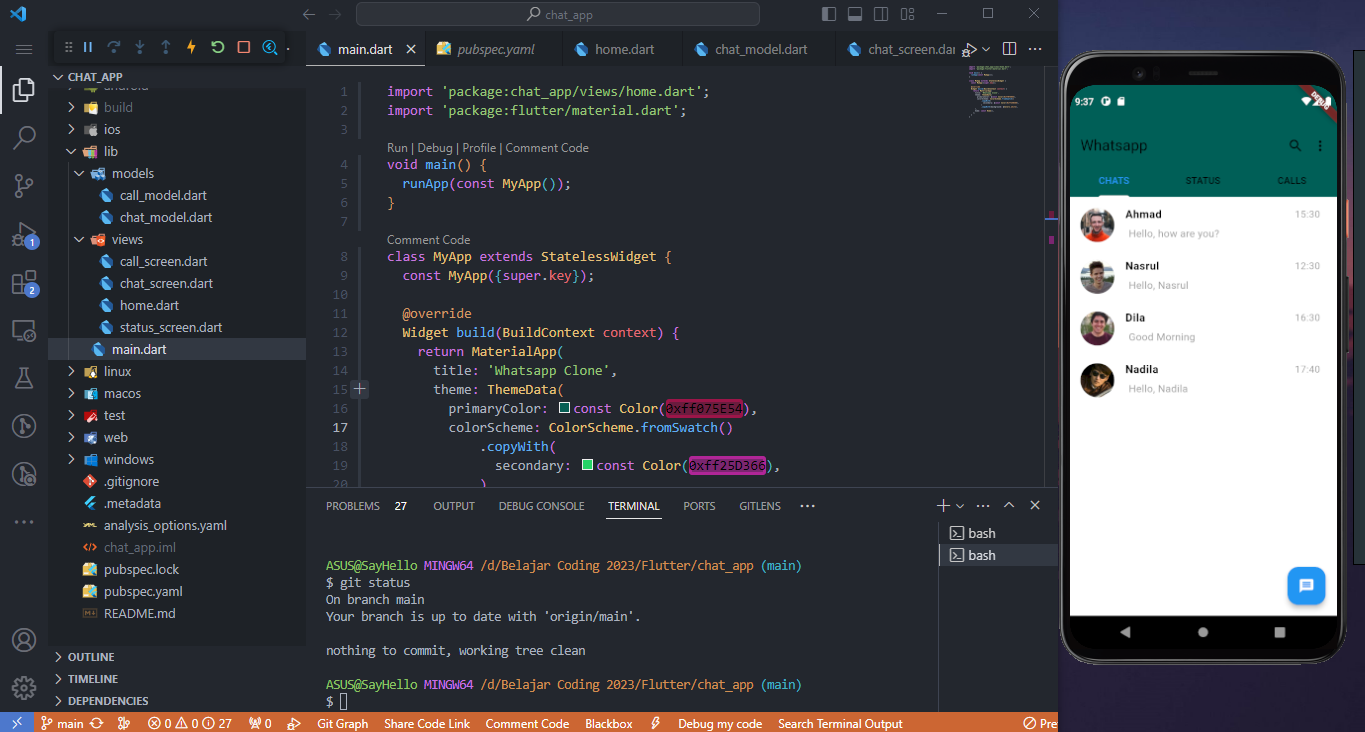 chat_app
main.dart
pubspec.yaml
home.dart
chat_model.dart
chat_screen.dar
CHAT_APP
android
build
ios
lib
models
call_model.dart
chat_model.dart
views
call_screen.dart
chat_screen.dart
home.dart
status_screen.dart
main.dart
linux
macos
test
web
windows
.gitignore
.metadata
analysis_options.yaml
chat_app.iml
pubspec.lock
pubspec.yaml
README.md
OUTLINE
TIMELINE
DEPENDENCIES
1
2
1 import 'package:chat_app/views/home.dart';
2 import 'package:flutter/material.dart';
3
Run | Debug | Profile | Comment Code
4 void main() {
5 runApp(const MyApp());
6 }
7
Comment Code
8 class MyApp extends StatelessWidget {
9 const MyApp({super.key});
10
11 @override
12 Widget build(BuildContext context) {
13 return MaterialApp(
14 title: 'Whatsapp Clone',
15 theme: ThemeData(
16 primaryColor: const Color(0xff075E54),
17 colorScheme: ColorScheme.fromSwatch()
18 .copyWith(
19 secondary: const Color(0xff25D366),
20 )
PROBLEMS 27 OUTPUT DEBUG CONSOLE TERMINAL PORTS GITLENS
bash
bash
ASUS@SayHello MINGW64 /d/Belajar Coding 2023/Flutter/chat_app (main)
$ git status
On branch main
Your branch is up to date with 'origin/main'.
nothing to commit, working tree clean
ASUS@SayHello MINGW64 /d/Belajar Coding 2023/Flutter/chat_app (main)
$
main 0 0 27 0 Git Graph Share Code Link Comment Code Blackbox Debug my code Search Terminal Output Pre
9:37
DEBUG
Whatsapp
CHATS STATUS CALLS
Ahmad 15:30
Hello, how are you?
Nasrul 12:30
Hello, Nasrul
Dila 16:30
Good Morning
Nadila 17:40
Hello, Nadila